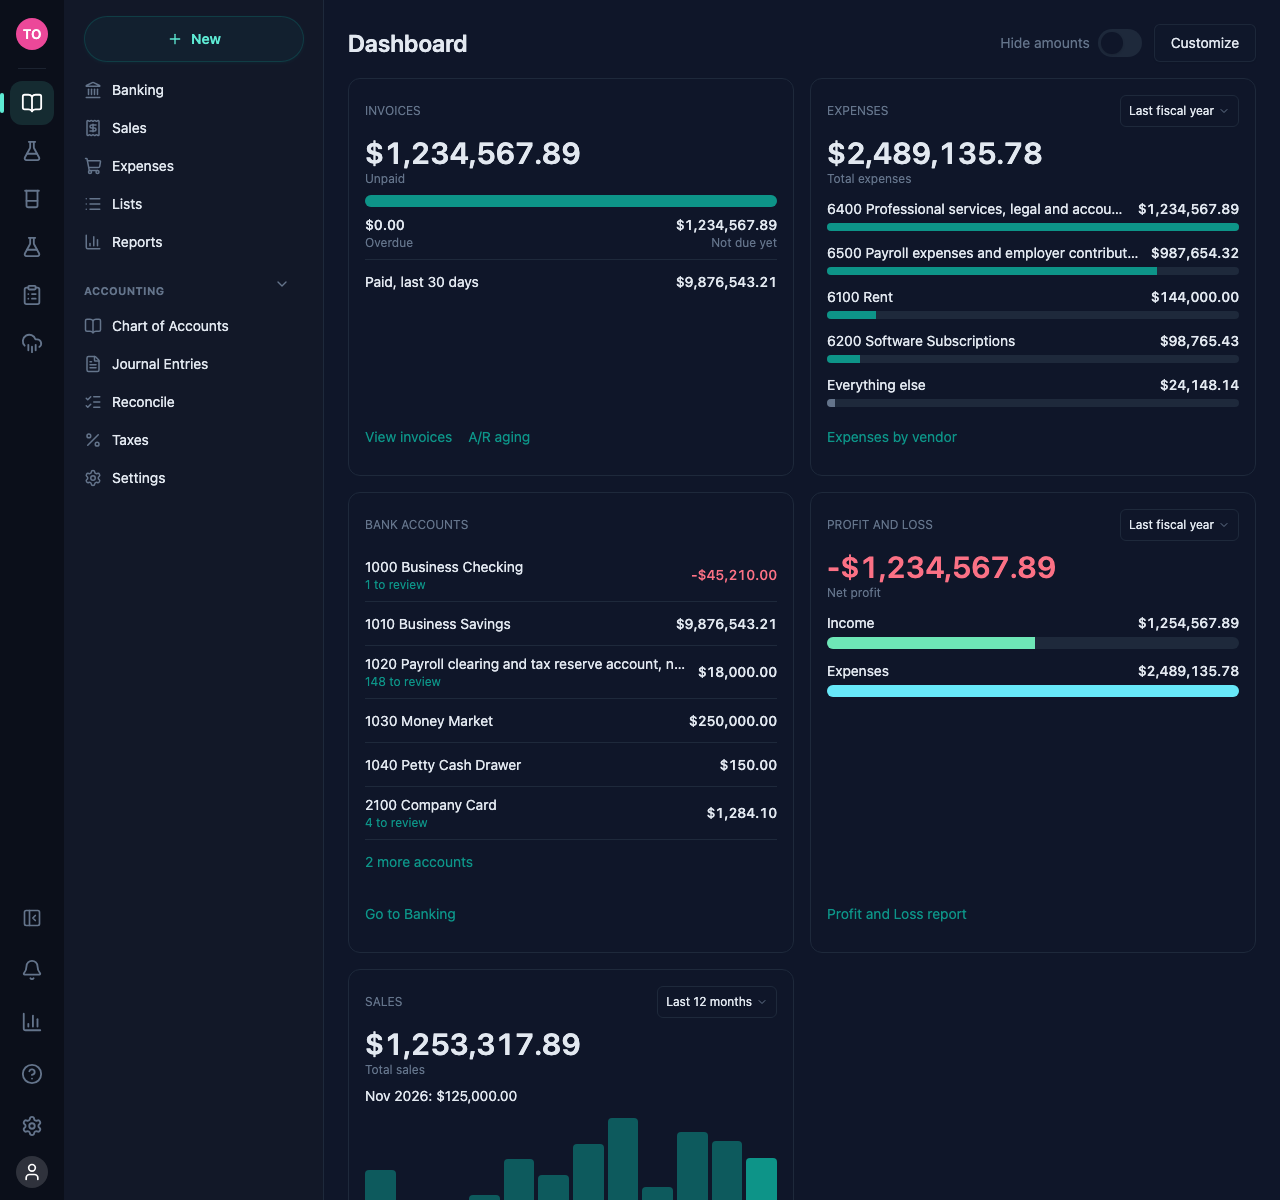 TO
New
Banking
Sales
Expenses
Lists
Reports
ACCOUNTING
Chart of Accounts
Journal Entries
Reconcile
Taxes
Settings
Dashboard
Hide amounts
Customize
INVOICES
$1,234,567.89
Unpaid
$0.00 $1,234,567.89
Overdue Not due yet
Paid, last 30 days $9,876,543.21
View invoices A/R aging
EXPENSES Last fiscal year
$2,489,135.78
Total expenses
6400 Professional services, legal and accou... $1,234,567.89
6500 Payroll expenses and employer contribut... $987,654.32
6100 Rent $144,000.00
6200 Software Subscriptions $98,765.43
Everything else $24,148.14
Expenses by vendor
BANK ACCOUNTS
1000 Business Checking -$45,210.00
1 to review
1010 Business Savings $9,876,543.21
1020 Payroll clearing and tax reserve account, n... $18,000.00
148 to review
1030 Money Market $250,000.00
1040 Petty Cash Drawer $150.00
2100 Company Card $1,284.10
4 to review
2 more accounts
Go to Banking
PROFIT AND LOSS Last fiscal year
-$1,234,567.89
Net profit
Income $1,254,567.89
Expenses $2,489,135.78
Profit and Loss report
SALES Last 12 months
$1,253,317.89
Total sales
Nov 2026: $125,000.00